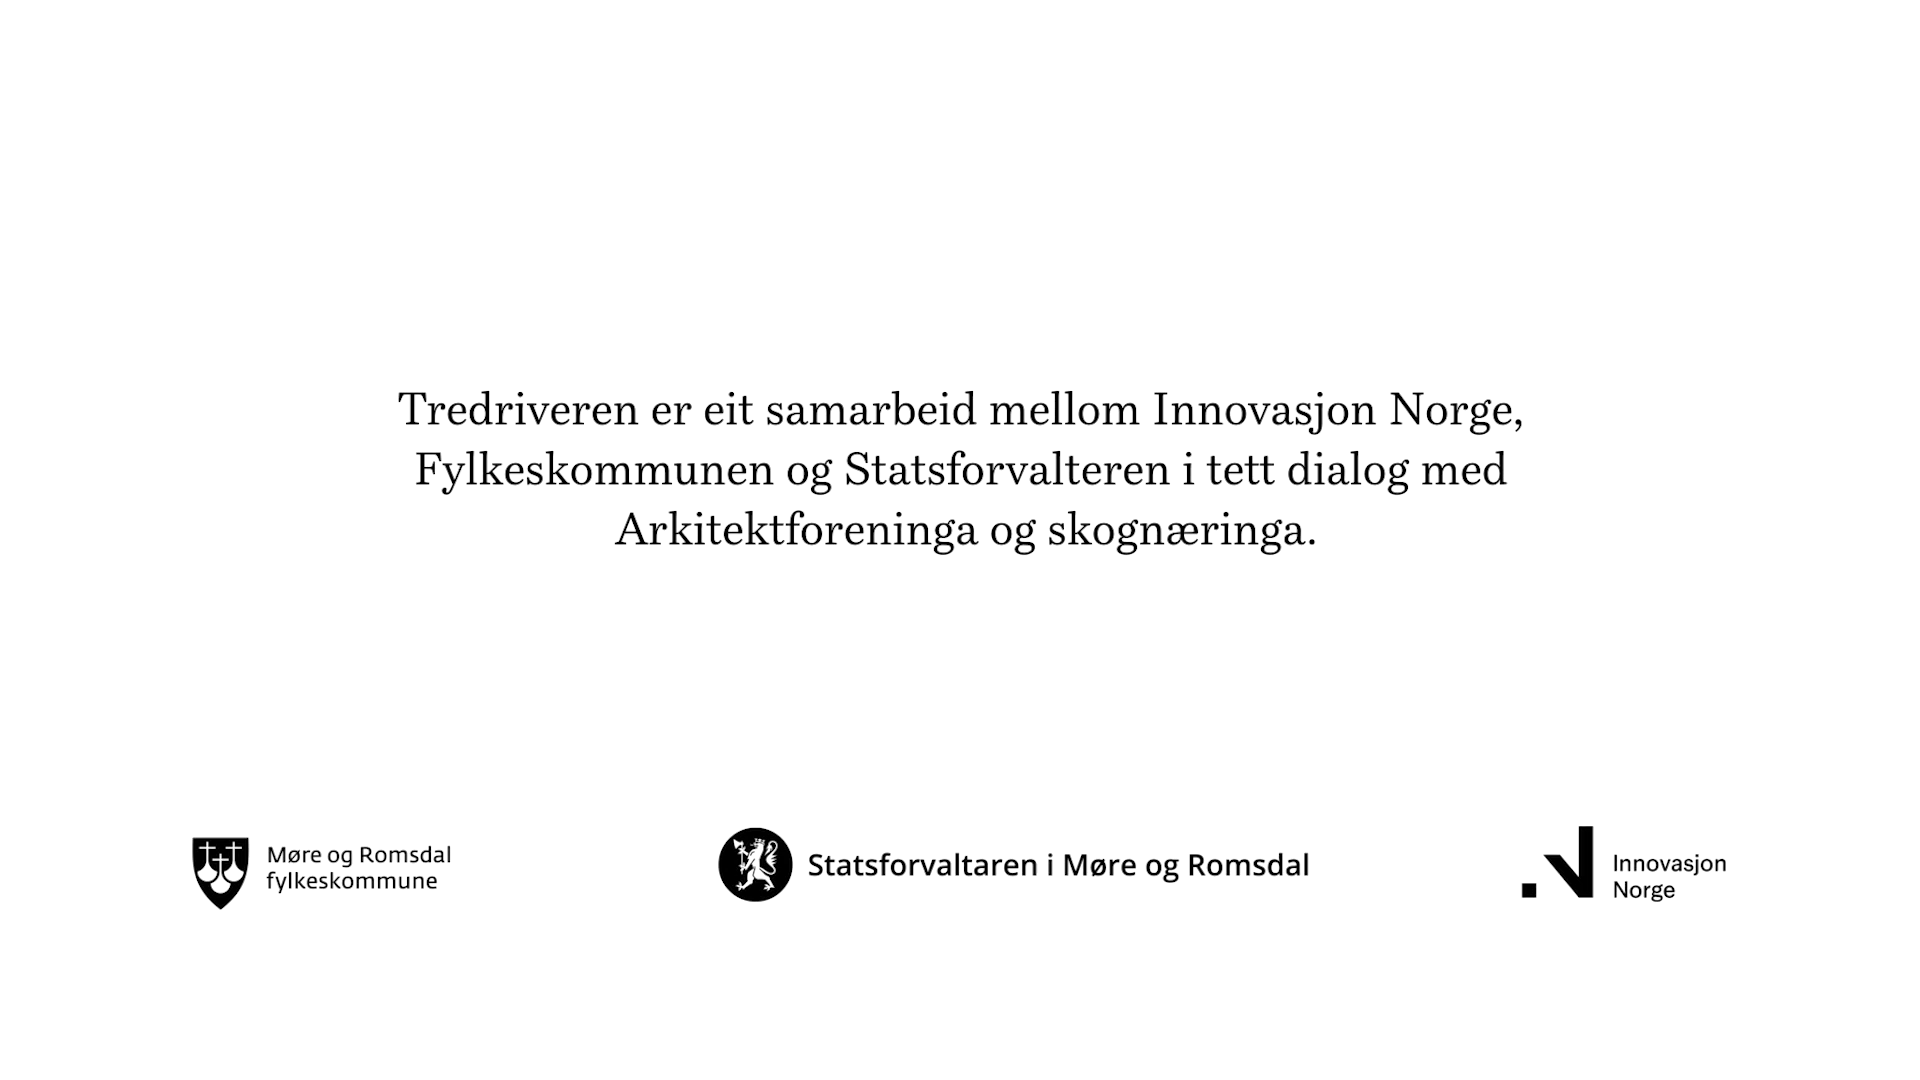 Tredriveren er eit samarbeid mellom Innovasjon Norge,
Fylkeskommunen og Statsforvalteren i tett dialog med
Arkitektforeninga og skognæringa.
Møre og Romsdal
fylkeskommune
Statsforvaltaren i Møre og Romsdal
Innovasjon
Norge